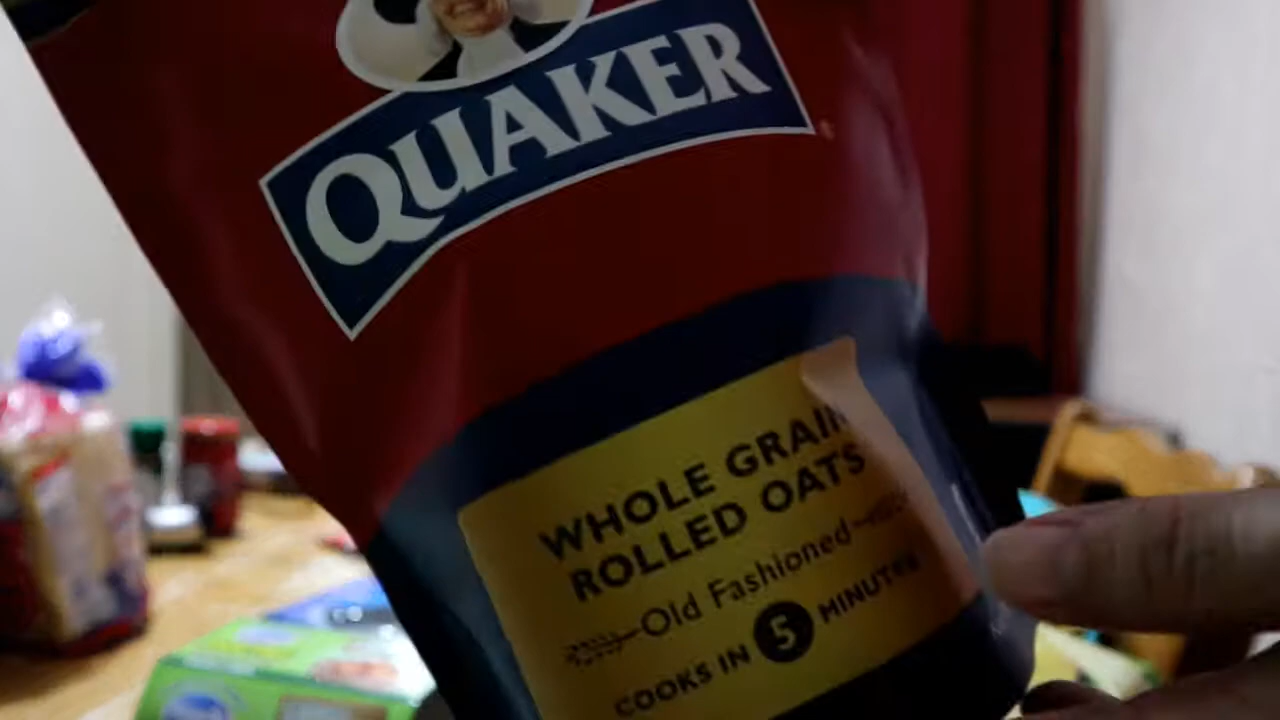 QUAKER
WHOLE GRAIN
ROLLED OATS
Old Fashioned
COOKS IN 5 MINUTES